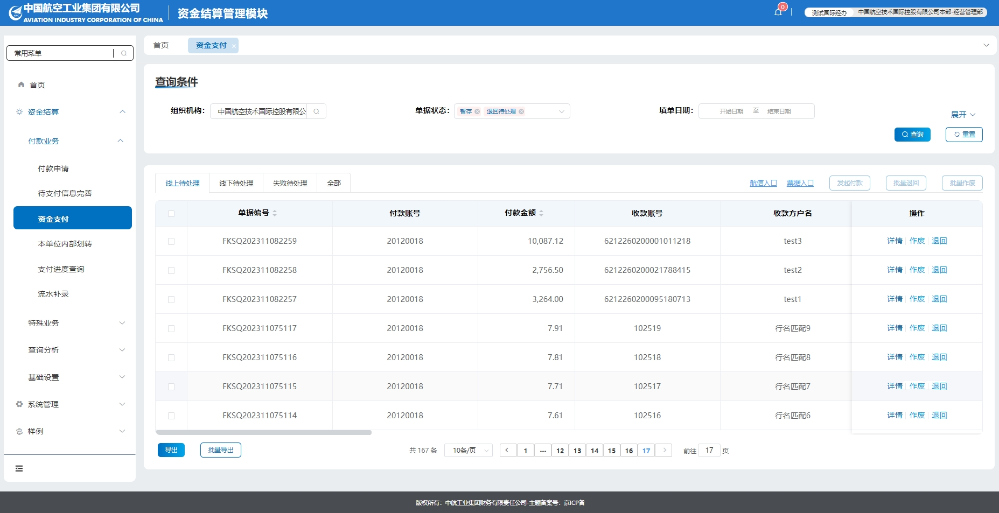 中国航空工业集团有限公司
AVIATION INDUSTRY CORPORATION OF CHINA
资金结算管理模块
0
测试国际经办 中国航空技术国际控股有限公司本部-经营管理部
常用菜单
首页 资金支付
首页
资金结算
付款业务
付款申请
待支付信息完善
资金支付
本单位内部划转
支付进度查询
流水补录
特殊业务
查询分析
基础设置
系统管理
样例
查询条件
组织机构： 中国航空技术国际控股有限公
单据状态： 暂存 退回待处理
填单日期： 开始日期 至 结束日期
展开
查询 重置
线上待处理 线下待处理 失败待处理 全部
航信入口 票据入口 发起付款 批量退回 批量作废
单据编号 付款账号 付款金额 收款账号 收款方户名 操作
FKSQ202311082259 20120018 10,087.12 6212260200001011218 test3 详情 作废 退回
FKSQ202311082258 20120018 2,756.50 6212260200021788415 test2 详情 作废 退回
FKSQ202311082257 20120018 3,264.00 6212260200095180713 test1 详情 作废 退回
FKSQ202311075117 20120018 7.91 102519 行名匹配9 详情 作废 退回
FKSQ202311075116 20120018 7.81 102518 行名匹配8 详情 作废 退回
FKSQ202311075115 20120018 7.71 102517 行名匹配7 详情 作废 退回
FKSQ202311075114 20120018 7.61 102516 行名匹配6 详情 作废 退回
导出 批量导出
共 167 条 10条/页 1 ... 12 13 14 15 16 17 前往 17 页
版权所有：中航工业集团财务有限责任公司-主题备案号：京ICP备